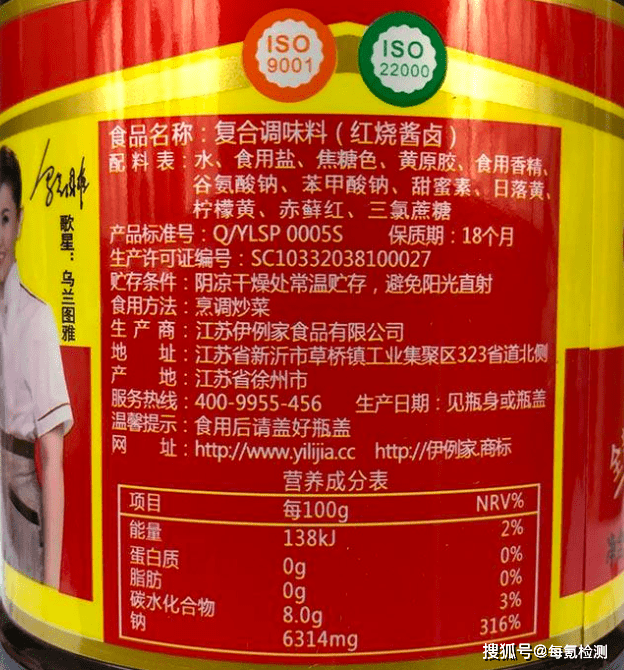 ISO
9001
ISO
22000
食品名称：复合调味料（红烧酱卤）
配料表：水、食用盐、焦糖色、黄原胶、食用香精、
谷氨酸钠、苯甲酸钠、甜蜜素、日落黄、
柠檬黄、赤藓红、三氯蔗糖
产品标准号：Q/YLSP 0005S 保质期：18个月
生产许可证编号：SC10332038100027
贮存条件：阴凉干燥处常温贮存，避免阳光直射
食用方法：烹调炒菜
生产商：江苏伊例家食品有限公司
地址：江苏省新沂市草桥镇工业集聚区323省道北侧
产地：江苏省徐州市
服务热线：400-9955-456 生产日期：见瓶身或瓶盖
温馨提示：食用后请盖好瓶盖
网址：http://www.yilijia.cc http://伊例家.商标
营养成分表
项目 每100g NRV%
能量 138kJ 2%
蛋白质 0g 0%
脂肪 0g 0%
碳水化合物 8.0g 3%
钠 6314mg 316%
歌星：乌兰图雅
搜狐号@每氪检测